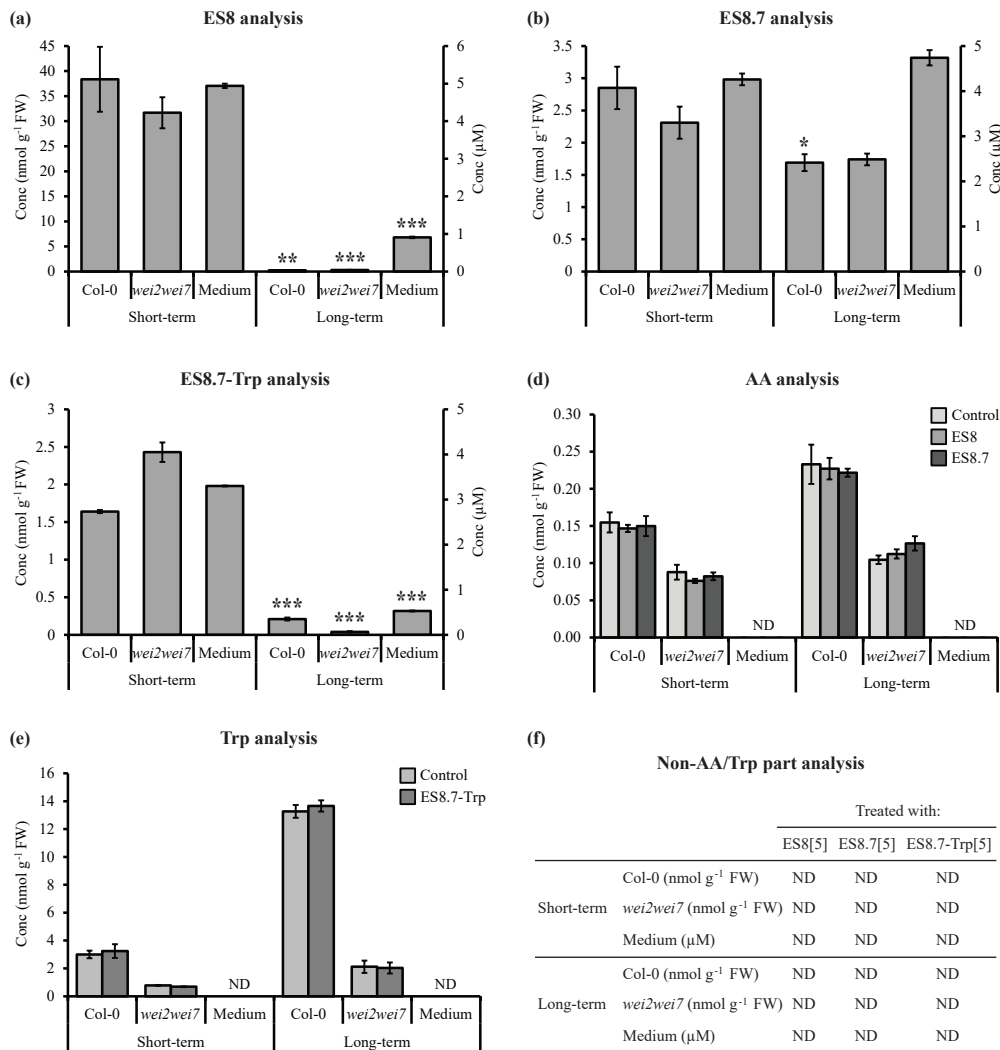 (a)
ES8 analysis
45
40
35
30
25
20
15
10
5
0
Conc (nmol g-1 FW)
6
5
4
3
2
1
0
Conc (µM)
**
***
***
Col-0 wei2wei7 Medium Col-0 wei2wei7 Medium
Short-term Long-term
(b)
ES8.7 analysis
3.5
3
2.5
2
1.5
1
0.5
0
Conc (nmol g-1 FW)
5
4
3
2
1
0
Conc (µM)
*
Col-0 wei2wei7 Medium Col-0 wei2wei7 Medium
Short-term Long-term
(c)
ES8.7-Trp analysis
3
2.5
2
1.5
1
0.5
0
Conc (nmol g-1 FW)
5
4
3
2
1
0
Conc (µM)
***
***
***
Col-0 wei2wei7 Medium Col-0 wei2wei7 Medium
Short-term Long-term
(d)
AA analysis
0.30
0.25
0.20
0.15
0.10
0.05
0.00
Conc (nmol g-1 FW)
Control
ES8
ES8.7
ND
ND
Col-0 wei2wei7 Medium Col-0 wei2wei7 Medium
Short-term Long-term
(e)
Trp analysis
16
14
12
10
8
6
4
2
0
Conc (nmol g-1 FW)
Control
ES8.7-Trp
ND
ND
Col-0 wei2wei7 Medium Col-0 wei2wei7 Medium
Short-term Long-term
(f)
Non-AA/Trp part analysis
Treated with:
ES8[5] ES8.7[5] ES8.7-Trp[5]
Col-0 (nmol g-1 FW) ND ND ND
Short-term wei2wei7 (nmol g-1 FW) ND ND ND
Medium (µM) ND ND ND
Col-0 (nmol g-1 FW) ND ND ND
Long-term wei2wei7 (nmol g-1 FW) ND ND ND
Medium (µM) ND ND ND